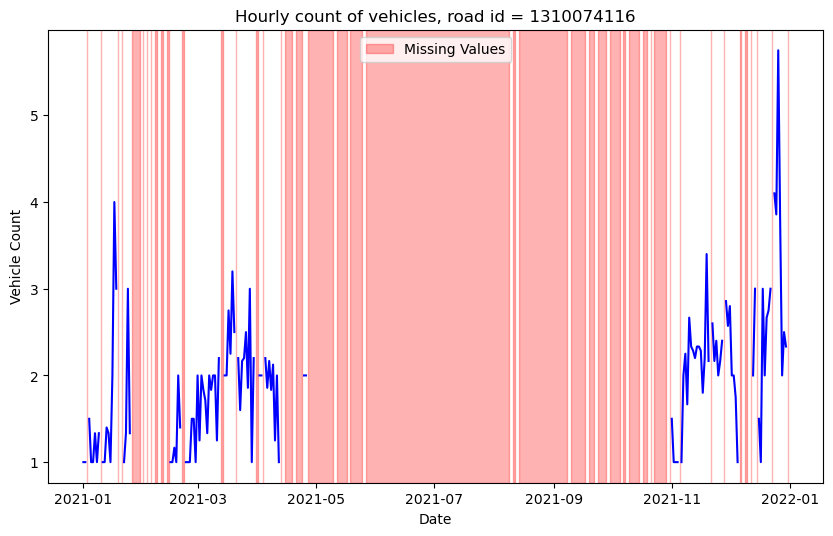 Hourly count of vehicles, road id = 1310074116
Missing Values
Vehicle Count
5
4
3
2
1
2021-01 2021-03 2021-05 2021-07 2021-09 2021-11 2022-01
Date